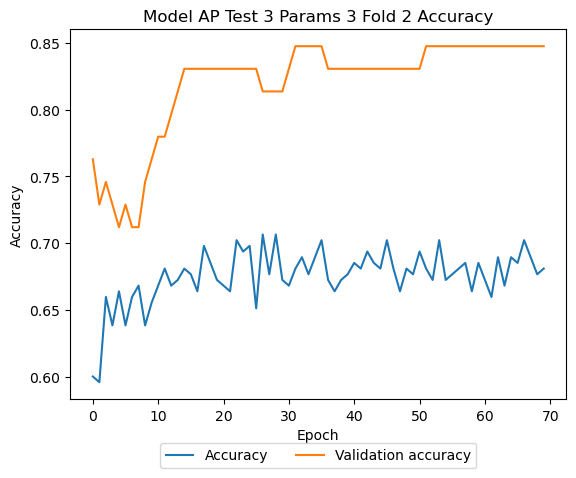 Model AP Test 3 Params 3 Fold 2 Accuracy
Accuracy
0.85
0.80
0.75
0.70
0.65
0.60
0 10 20 30 40 50 60 70
Epoch
Accuracy Validation accuracy